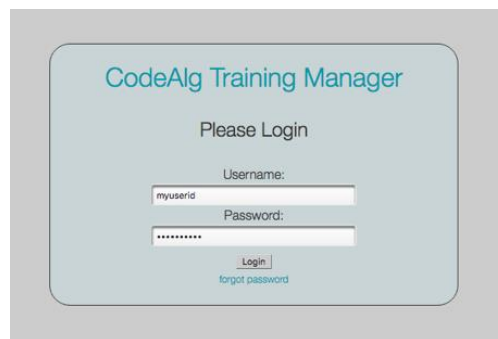 CodeAlg Training Manager
Please Login
Username:
myuserid
Password:
••••••••••
Login
forgot password